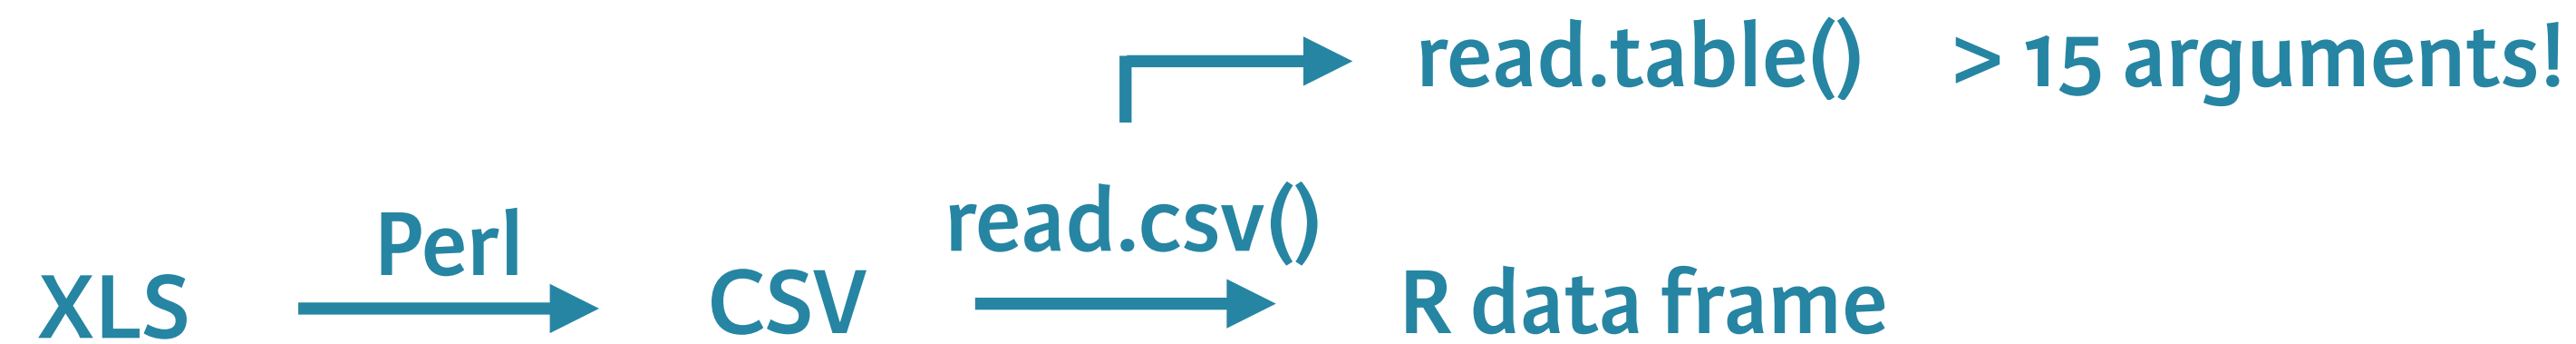 read.table() > 15 arguments!
Perl read.csv()
XLS CSV R data frame